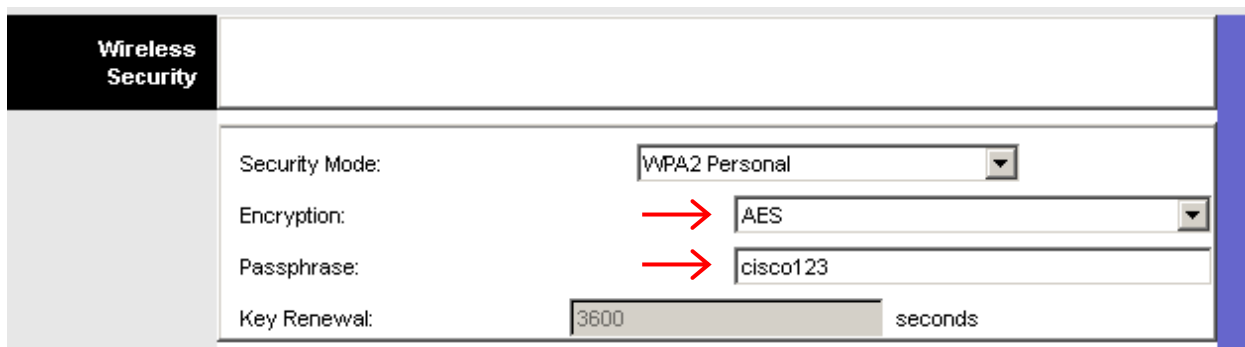 Wireless
Security
Security Mode: WPA2 Personal
Encryption: AES
Passphrase: cisco123
Key Renewal: 3600 seconds